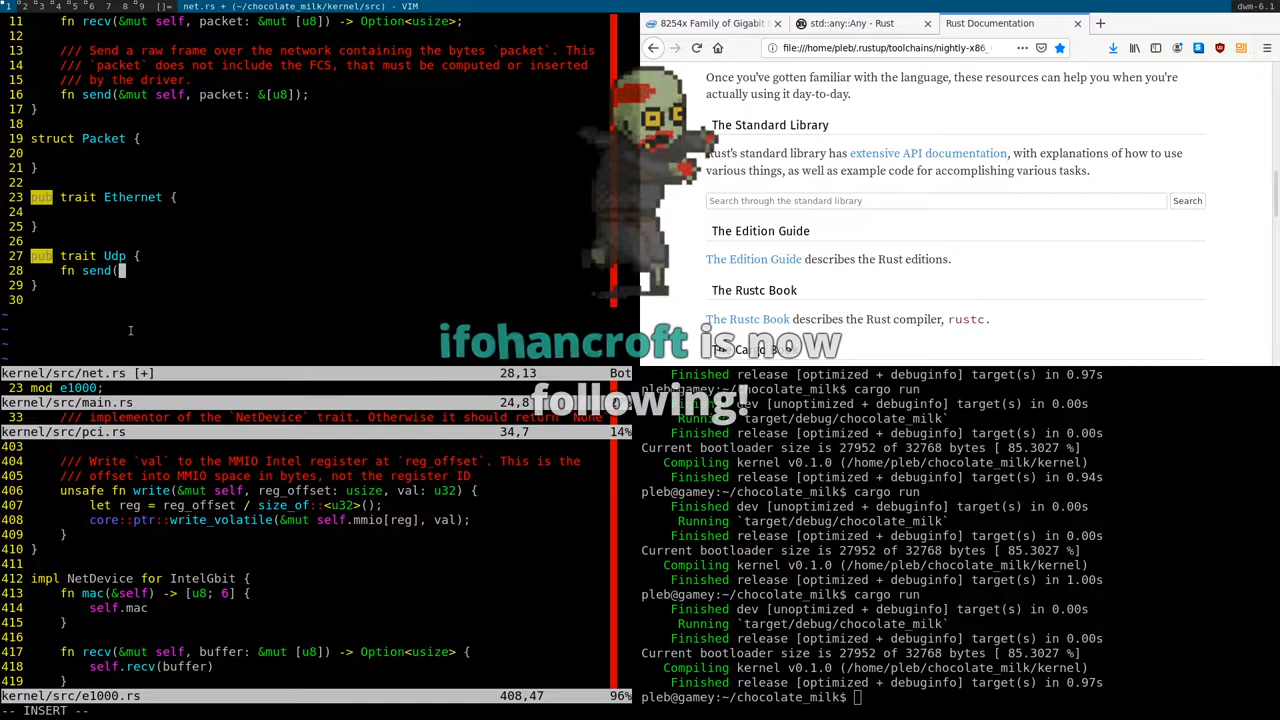 1 2 3 4 5 6 7 8 9 []= net.rs + (~/chocolate_milk/kernel/src) - VIM
dwm-6.1
11 fn recv(&mut self, packet: &mut [u8]) -> Option<usize>;
12
13 /// Send a raw frame over the network containing the bytes `packet`. This
14 /// `packet` does not include the FCS, that must be computed or inserted
15 /// by the driver.
16 fn send(&mut self, packet: &[u8]);
17 }
18
19 struct Packet {
20
21 }
22
23 pub trait Ethernet {
24
25 }
26
27 pub trait Udp {
28 fn send(
29 }
30
~
~
~
~
kernel/src/net.rs [+] 28,13 Bot
23 mod e1000;
kernel/src/main.rs 24,8
33 /// implementor of the `NetDevice` trait. Otherwise it should return `None
kernel/src/pci.rs 34,7 14%
403
404 /// Write `val` to the MMIO Intel register at `reg_offset`. This is the
405 /// offset into MMIO space in bytes, not the register ID
406 unsafe fn write(&mut self, reg_offset: usize, val: u32) {
407 let reg = reg_offset / size_of::<u32>();
408 core::ptr::write_volatile(&mut self.mmio[reg], val);
409 }
410 }
411
412 impl NetDevice for IntelGbit {
413 fn mac(&self) -> [u8; 6] {
414 self.mac
415 }
416
417 fn recv(&mut self, buffer: &mut [u8]) -> Option<usize> {
418 self.recv(buffer)
419 }
kernel/src/e1000.rs 408,47 96%
-- INSERT --
ifohancroft is now
following!
8254x Family of Gigabit
std::any::Any - Rust
Rust Documentation
file:///home/pleb/.rustup/toolchains/nightly-x86_
Once you've gotten familiar with the language, these resources can help you when you're
actually using it day-to-day.
The Standard Library
Rust's standard library has extensive API documentation, with explanations of how to use
various things, as well as example code for accomplishing various tasks.
Search through the standard library
Search
The Edition Guide
The Edition Guide describes the Rust editions.
The Rustc Book
The Rustc Book describes the Rust compiler, rustc.
Finished release [optimized + debuginfo] target(s) in 0.97s
pleb@gamey:~/chocolate_milk$ cargo run
Finished dev [unoptimized + debuginfo] target(s) in 0.00s
Running `target/debug/chocolate_milk`
Finished release [optimized + debuginfo] target(s) in 0.00s
Current bootloader size is 27952 of 32768 bytes [ 85.3027 %]
Compiling kernel v0.1.0 (/home/pleb/chocolate_milk/kernel)
Finished release [optimized + debuginfo] target(s) in 0.94s
pleb@gamey:~/chocolate_milk$ cargo run
Finished dev [unoptimized + debuginfo] target(s) in 0.00s
Running `target/debug/chocolate_milk`
Finished release [optimized + debuginfo] target(s) in 0.00s
Current bootloader size is 27952 of 32768 bytes [ 85.3027 %]
Compiling kernel v0.1.0 (/home/pleb/chocolate_milk/kernel)
Finished release [optimized + debuginfo] target(s) in 1.00s
pleb@gamey:~/chocolate_milk$ cargo run
Finished dev [unoptimized + debuginfo] target(s) in 0.00s
Running `target/debug/chocolate_milk`
Finished release [optimized + debuginfo] target(s) in 0.00s
Current bootloader size is 27952 of 32768 bytes [ 85.3027 %]
Compiling kernel v0.1.0 (/home/pleb/chocolate_milk/kernel)
Finished release [optimized + debuginfo] target(s) in 0.97s
pleb@gamey:~/chocolate_milk$